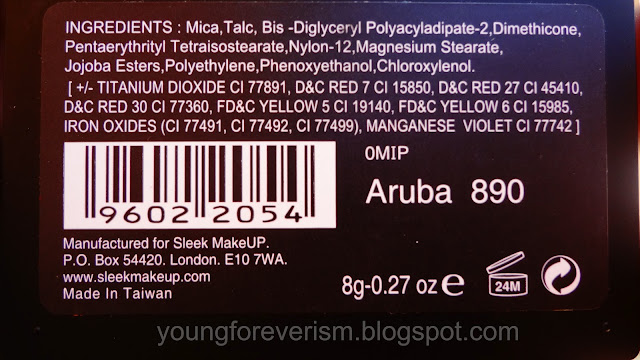 INGREDIENTS : Mica,Talc, Bis -Diglyceryl Polyacyladipate-2,Dimethicone,
Pentaerythrityl Tetraisostearate,Nylon-12,Magnesium Stearate,
Jojoba Esters,Polyethylene,Phenoxyethanol,Chloroxylenol.
[ +/- TITANIUM DIOXIDE CI 77891, D&C RED 7 CI 15850, D&C RED 27 CI 45410,
D&C RED 30 CI 77360, FD&C YELLOW 5 CI 19140, FD&C YELLOW 6 CI 15985,
IRON OXIDES (CI 77491, CI 77492, CI 77499), MANGANESE VIOLET CI 77742 ]
0MIP
Aruba 890
9602 2054
Manufactured for Sleek MakeUP.
P.O. Box 54420. London. E10 7WA.
www.sleekmakeup.com
Made In Taiwan
8g-0.27 oz e
24M
youngforeverism.blogspot.com